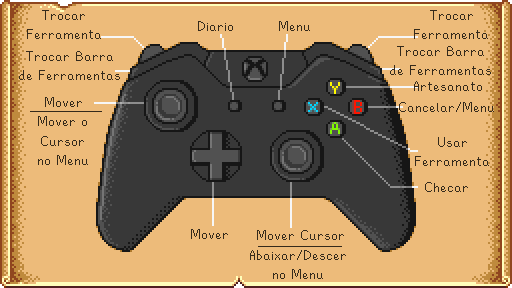 Trocar
Ferramenta
Trocar Barra
de Ferramentas
Mover
Mover o
Cursor
no Menu
Diario
Menu
Trocar
Ferramenta
Trocar Barra
de Ferramentas
Artesanato
Cancelar/Menu
Usar
Ferramenta
Checar
Y
X
B
A
Mover
Mover Cursor
Abaixar/Descer
no Menu